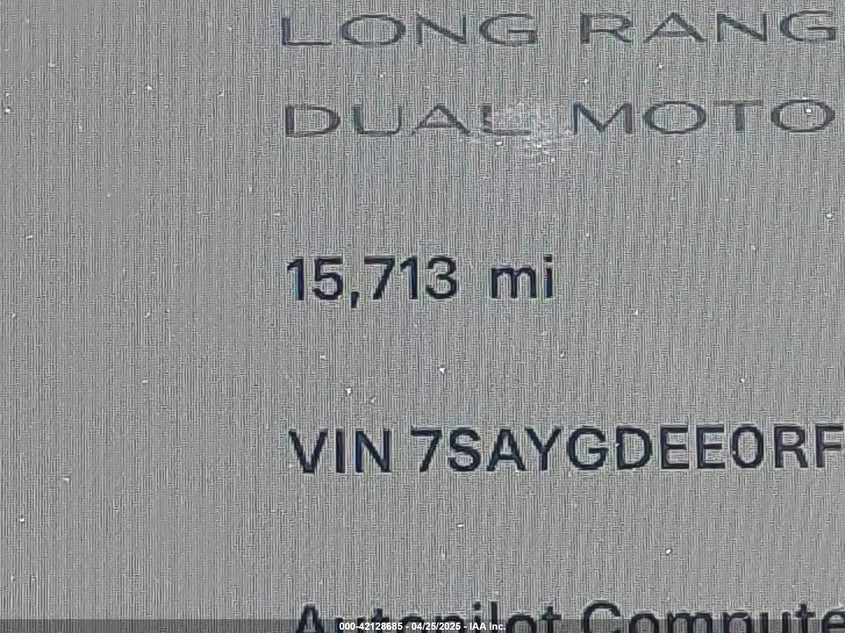 LONG RANG
DUAL MOTO
15,713 mi
VIN 7SAYGDEE0RF
Autopilot Compute
000-42128685 - 04/25/2025 - IAA Inc.